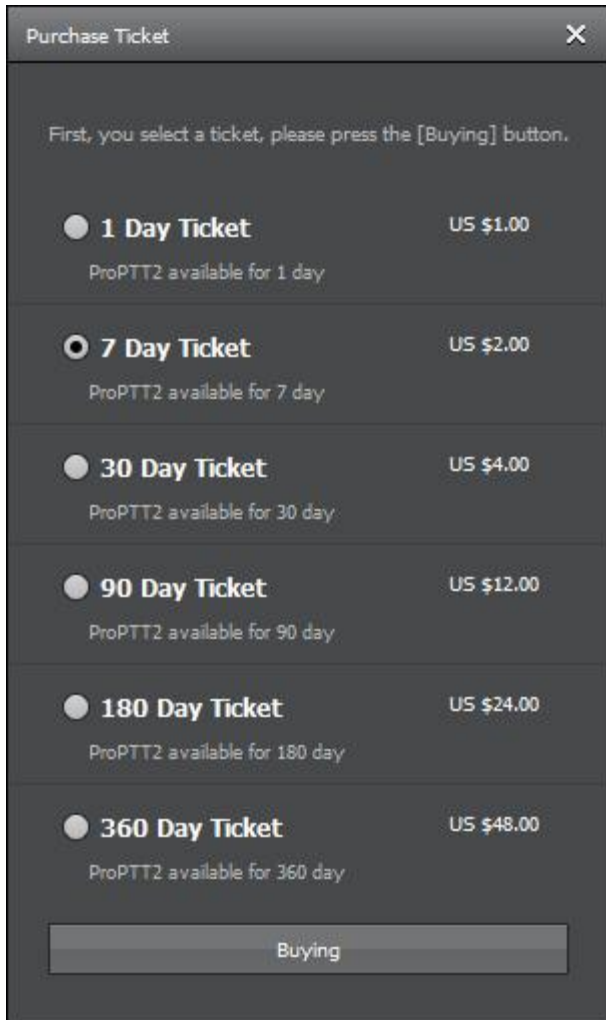 Purchase Ticket
First, you select a ticket, please press the [Buying] button.
1 Day Ticket US $1.00
ProPTT2 available for 1 day
7 Day Ticket US $2.00
ProPTT2 available for 7 day
30 Day Ticket US $4.00
ProPTT2 available for 30 day
90 Day Ticket US $12.00
ProPTT2 available for 90 day
180 Day Ticket US $24.00
ProPTT2 available for 180 day
360 Day Ticket US $48.00
ProPTT2 available for 360 day
Buying